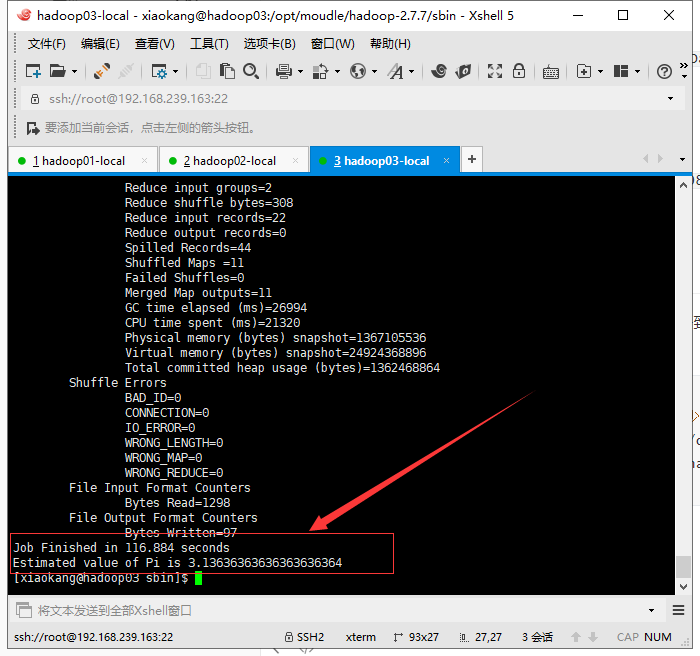 hadoop03-local - xiaokang@hadoop03:/opt/moudle/hadoop-2.7.7/sbin - Xshell 5
文件(F) 编辑(E) 查看(V) 工具(T) 选项卡(B) 窗口(W) 帮助(H)
ssh://root@192.168.239.163:22
要添加当前会话，点击左侧的箭头按钮。
1 hadoop01-local 2 hadoop02-local 3 hadoop03-local
Reduce input groups=2
Reduce shuffle bytes=308
Reduce input records=22
Reduce output records=0
Spilled Records=44
Shuffled Maps =11
Failed Shuffles=0
Merged Map outputs=11
GC time elapsed (ms)=26994
CPU time spent (ms)=21320
Physical memory (bytes) snapshot=1367105536
Virtual memory (bytes) snapshot=24924368896
Total committed heap usage (bytes)=1362468864
Shuffle Errors
BAD_ID=0
CONNECTION=0
IO_ERROR=0
WRONG_LENGTH=0
WRONG_MAP=0
WRONG_REDUCE=0
File Input Format Counters
Bytes Read=1298
File Output Format Counters
Bytes Written=97
Job Finished in 116.884 seconds
Estimated value of Pi is 3.13636363636363636364
[xiaokang@hadoop03 sbin]$
将文本发送到全部Xshell窗口
ssh://root@192.168.239.163:22 SSH2 xterm 93x27 27,27 3 会话 CAP NUM